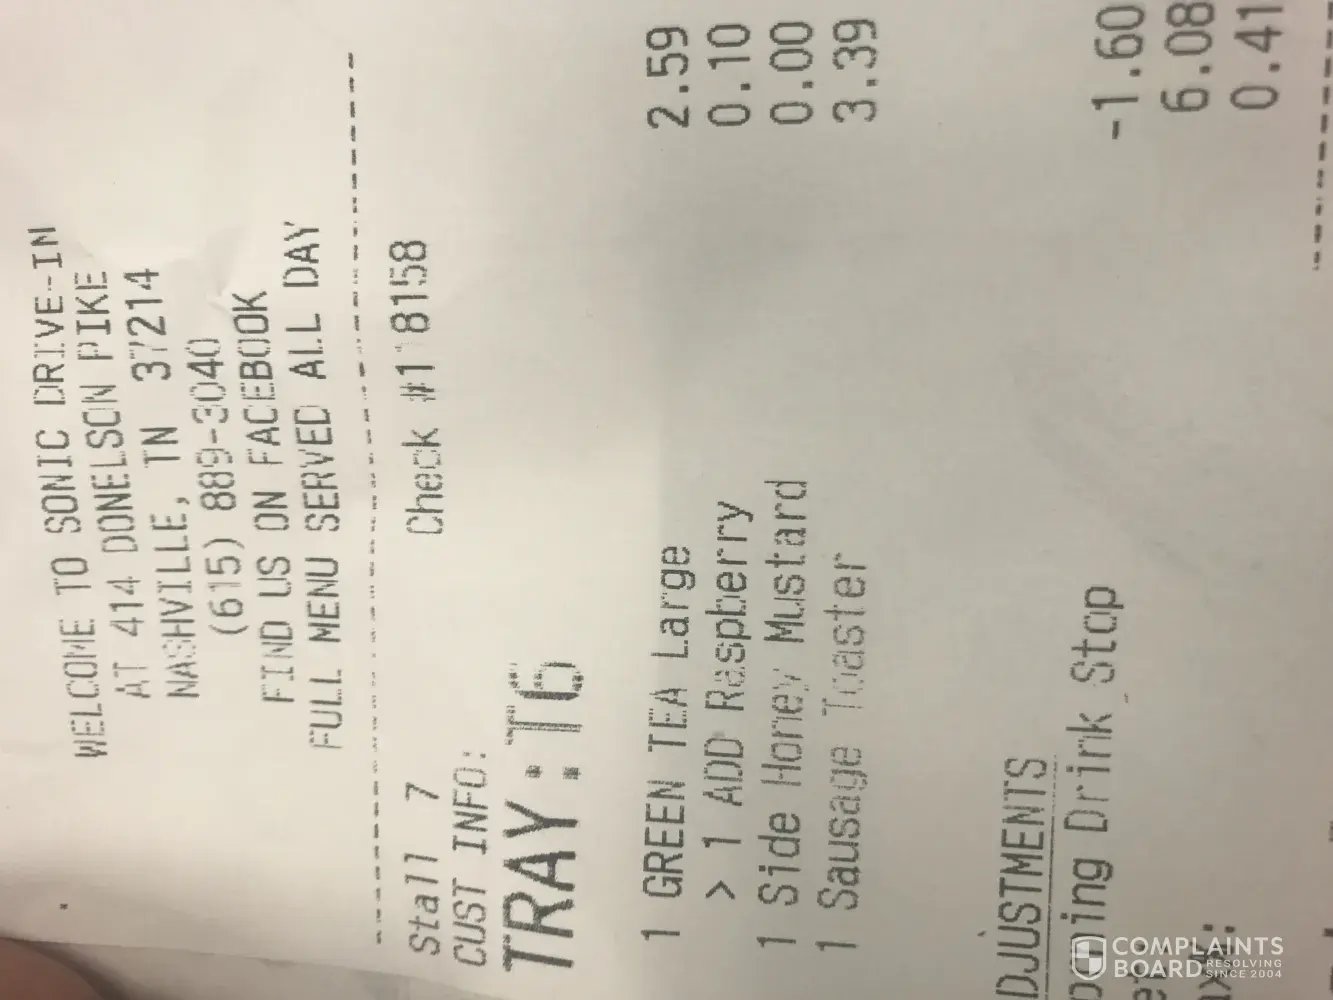 WELCOME TO SONIC DRIVE-IN
AT 414 DONELSON PIKE
NASHVILLE, TN 37214
(615) 889-3040
FIND US ON FACEBOOK
FULL MENU SERVED ALL DAY
Stall 7 Check #118158
CUST INFO:
TRAY:T6
1 GREEN TEA Large 2.59
> 1 ADD Raspberry 0.10
1 Side Honey Mustard 0.00
1 Sausage Toaster 3.39
DJUSTMENTS
Drink Stop -1.60
6.08
0.41
COMPLAINTS
BOARD RESOLVING
SINCE 2004